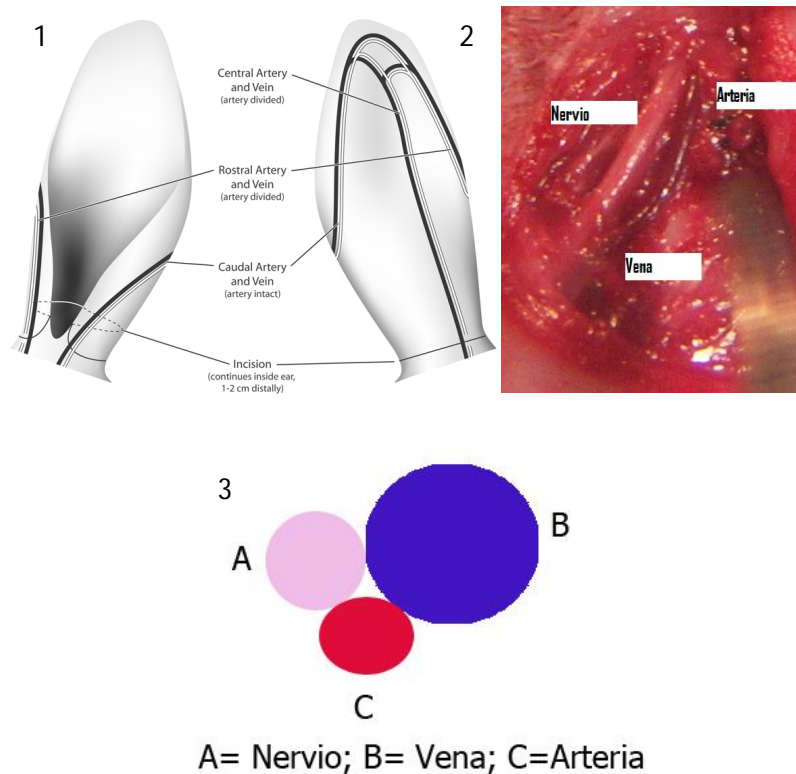 1
2
Central Artery
and Vein
(artery divided)
Rostral Artery
and Vein
(artery divided)
Caudal Artery
and Vein
(artery intact)
Incision
(continues inside ear,
1-2 cm distally)
Nervio
Arteria
Vena
3
A
B
C
A= Nervio; B= Vena; C=Arteria